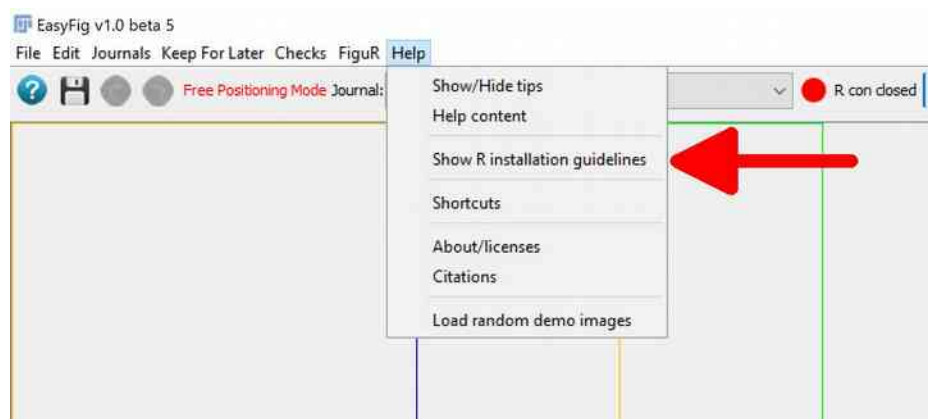 EasyFig v1.0 beta 5
File Edit Journals Keep For Later Checks FiguR Help
Free Positioning Mode Journal: R con closed
Show/Hide tips
Help content
Show R installation guidelines
Shortcuts
About/licenses
Citations
Load random demo images